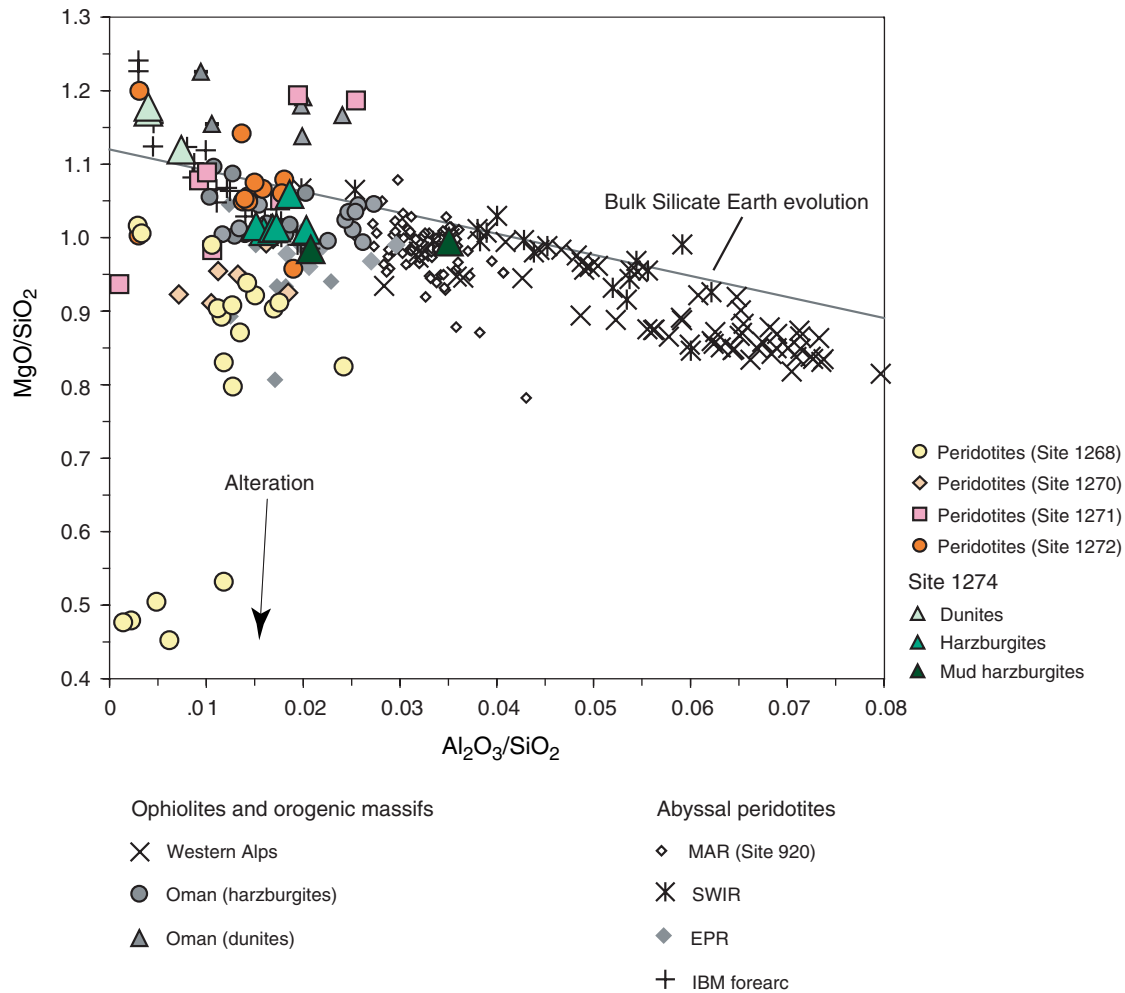 1.3
1.2
1.1
1.0
0.9
0.8
0.7
0.6
0.5
0.4
MgO/SiO₂
Bulk Silicate Earth evolution
Alteration
0
.01
0.02
0.03
0.04
0.05
0.06
0.07
0.08
Al₂O₃/SiO₂
Peridotites (Site 1268)
Peridotites (Site 1270)
Peridotites (Site 1271)
Peridotites (Site 1272)
Site 1274
Dunites
Harzburgites
Mud harzburgites
Ophiolites and orogenic massifs
Western Alps
Oman (harzburgites)
Oman (dunites)
Abyssal peridotites
MAR (Site 920)
SWIR
EPR
IBM forearc